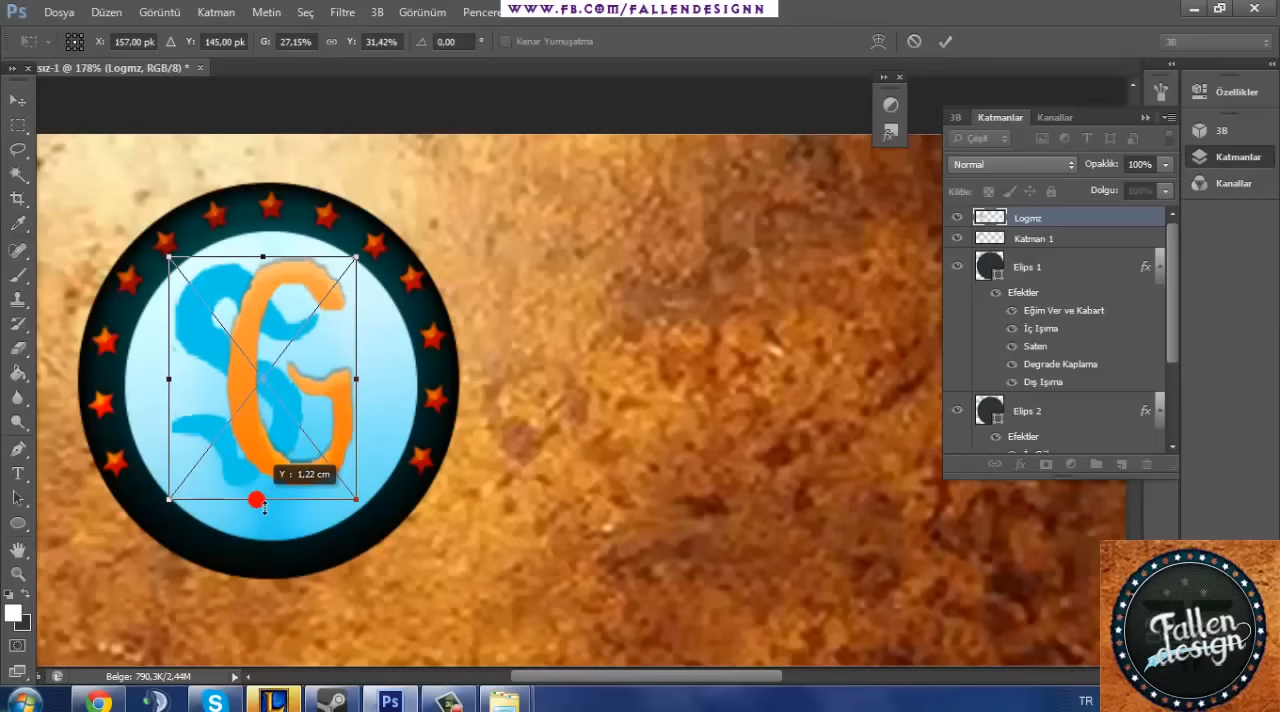 WWW.FB.COM/FALLENDESIGNN
Ps Dosya Düzen Görüntü Katman Metin Seç Filtre 3B Görünüm Pencere
X: 157,00 pk Y: 145,00 pk G: 27,15% Y: 31,42% 0,00 ° Kenar Yumuşatma 3B
sız-1 @ 178% (Logmz, RGB/8) *
3B Katmanlar Kanallar
Çeşit
Normal Opaklık: 100%
Kilitle: Dolgu: 100%
Logmz
Katman 1
Elips 1 fx
Efektler
Eğim Ver ve Kabart
İç Işıma
Saten
Degrade Kaplama
Dış Işıma
Elips 2 fx
Efektler
fx
Özellikler
3B
Katmanlar
Kanallar
S G
Y : 1,22 cm
Belge: 790,3K/2,44M
Fallen
design
S L Ps TR